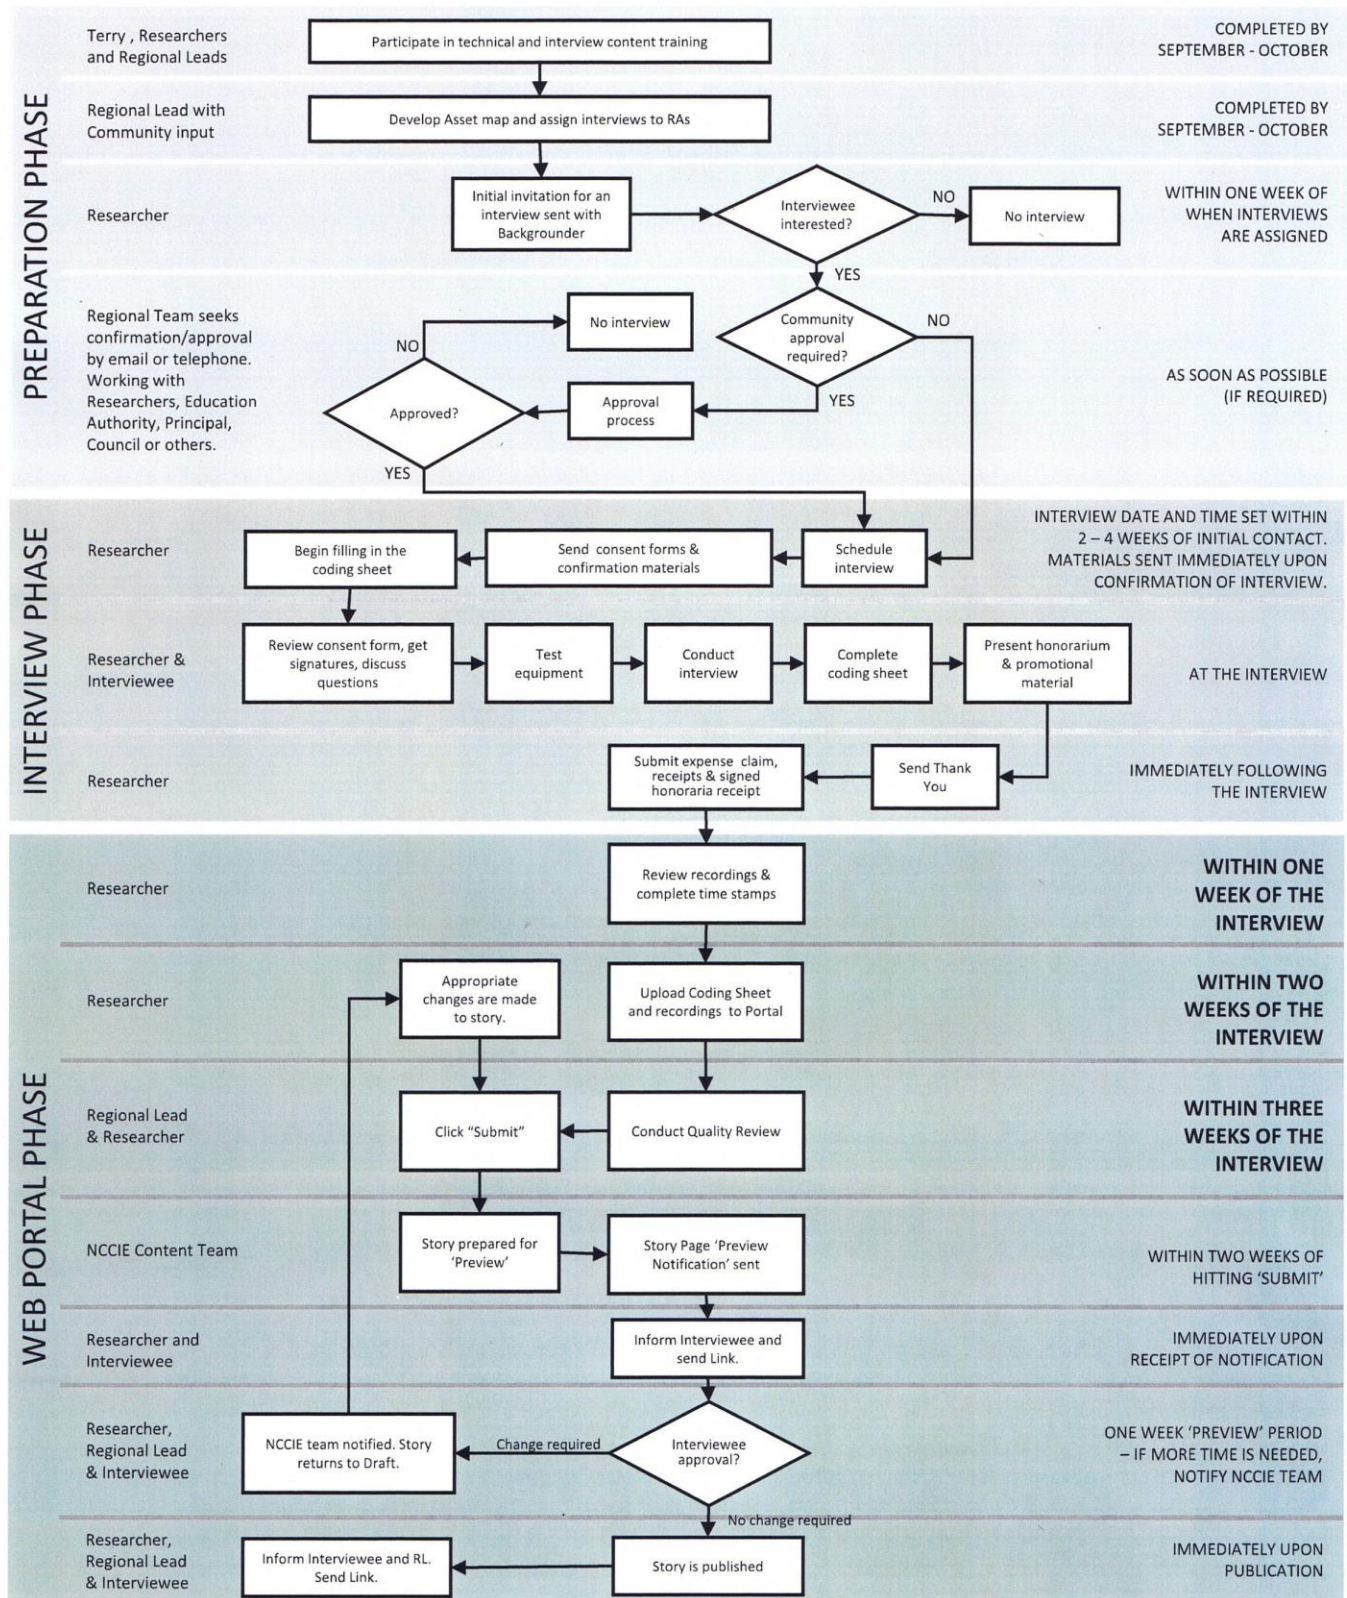 PREPARATION PHASE
Terry , Researchers
and Regional Leads
Participate in technical and interview content training
COMPLETED BY
SEPTEMBER - OCTOBER
Regional Lead with
Community input
Develop Asset map and assign interviews to RAs
COMPLETED BY
SEPTEMBER - OCTOBER
Researcher
Initial invitation for an
interview sent with
Backgrounder
Interviewee
interested?
NO
No interview
WITHIN ONE WEEK OF
WHEN INTERVIEWS
ARE ASSIGNED
YES
Regional Team seeks
confirmation/approval
by email or telephone.
Working with
Researchers, Education
Authority, Principal,
Council or others.
No interview
NO
Approved?
YES
Approval
process
Community
approval
required?
NO
YES
AS SOON AS POSSIBLE
(IF REQUIRED)
INTERVIEW PHASE
Researcher
Begin filling in the
coding sheet
Send consent forms &
confirmation materials
Schedule
interview
INTERVIEW DATE AND TIME SET WITHIN
2 – 4 WEEKS OF INITIAL CONTACT.
MATERIALS SENT IMMEDIATELY UPON
CONFIRMATION OF INTERVIEW.
Researcher &
Interviewee
Review consent form, get
signatures, discuss
questions
Test
equipment
Conduct
interview
Complete
coding sheet
Present honorarium
& promotional
material
AT THE INTERVIEW
Researcher
Submit expense claim,
receipts & signed
honoraria receipt
Send Thank
You
IMMEDIATELY FOLLOWING
THE INTERVIEW
WEB PORTAL PHASE
Researcher
Review recordings &
complete time stamps
WITHIN ONE
WEEK OF THE
INTERVIEW
Researcher
Appropriate
changes are made
to story.
Upload Coding Sheet
and recordings to Portal
WITHIN TWO
WEEKS OF THE
INTERVIEW
Regional Lead
& Researcher
Click “Submit”
Conduct Quality Review
WITHIN THREE
WEEKS OF THE
INTERVIEW
NCCIE Content Team
Story prepared for
‘Preview’
Story Page ‘Preview
Notification’ sent
WITHIN TWO WEEKS OF
HITTING ‘SUBMIT’
Researcher and
Interviewee
Inform Interviewee and
send Link.
IMMEDIATELY UPON
RECEIPT OF NOTIFICATION
Researcher,
Regional Lead
& Interviewee
NCCIE team notified. Story
returns to Draft.
Change required
Interviewee
approval?
ONE WEEK ‘PREVIEW’ PERIOD
– IF MORE TIME IS NEEDED,
NOTIFY NCCIE TEAM
No change required
Researcher,
Regional Lead
& Interviewee
Inform Interviewee and RL.
Send Link.
Story is published
IMMEDIATELY UPON
PUBLICATION